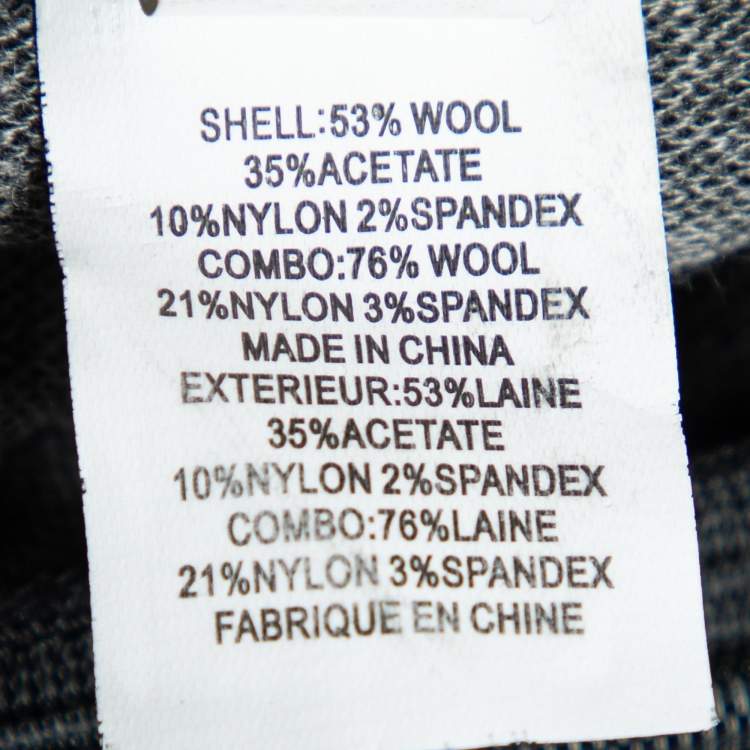 SHELL:53% WOOL
35%ACETATE
10%NYLON 2%SPANDEX
COMBO:76% WOOL
21%NYLON 3%SPANDEX
MADE IN CHINA
EXTERIEUR:53%LAINE
35%ACETATE
10%NYLON 2%SPANDEX
COMBO:76%LAINE
21%NYLON 3%SPANDEX
FABRIQUE EN CHINE